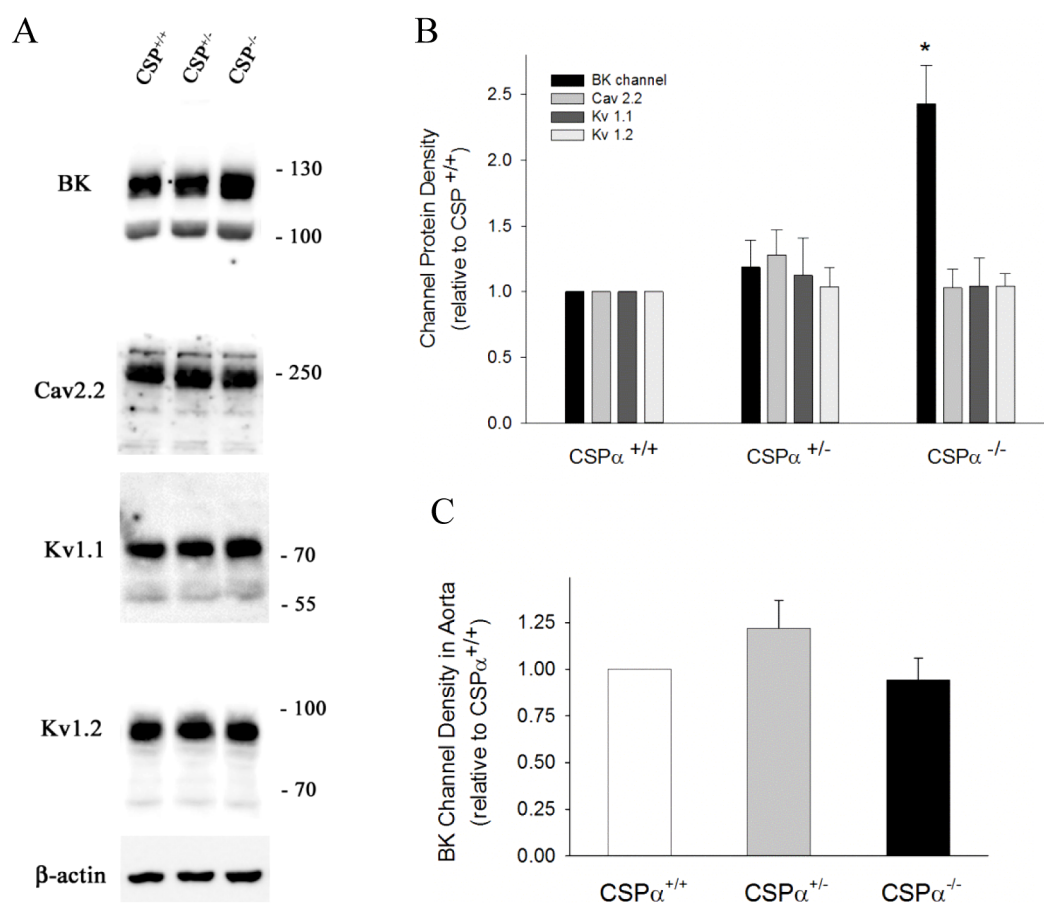 A
CSP+/+ CSP+/- CSP-/-
BK
- 130
- 100
Cav2.2
- 250
Kv1.1
- 70
- 55
Kv1.2
- 100
- 70
β-actin
B
Channel Protein Density
(relative to CSP +/+)
2.5
2.0
1.5
1.0
0.5
0.0
BK channel
Cav 2.2
Kv 1.1
Kv 1.2
*
CSPα +/+ CSPα +/- CSPα -/-
C
BK Channel Density in Aorta
(relative to CSPα+/+)
1.25
1.00
0.75
0.50
0.25
0.00
CSPα+/+ CSPα+/- CSPα-/-